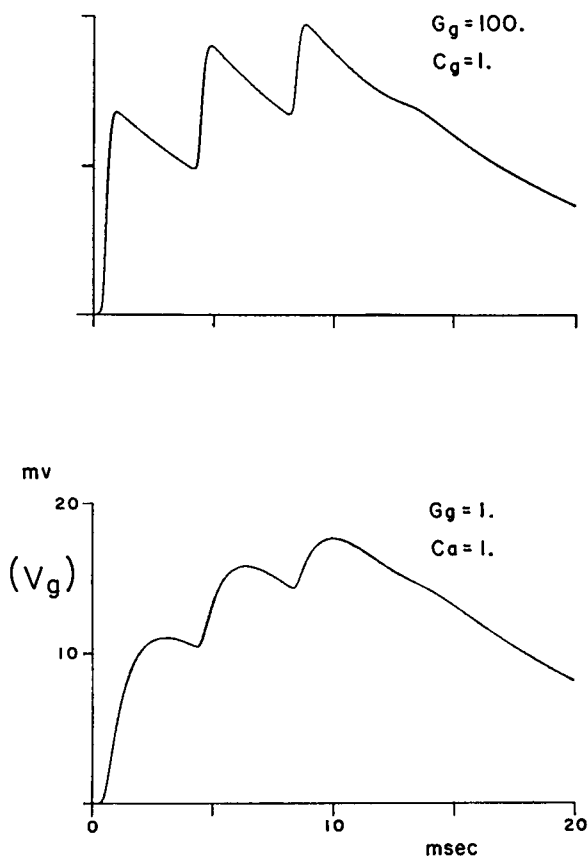 Gg = 100.
Cg = 1.
mv
20
(Vg)
10
Gg = 1.
Ca = 1.
0
10
20
msec